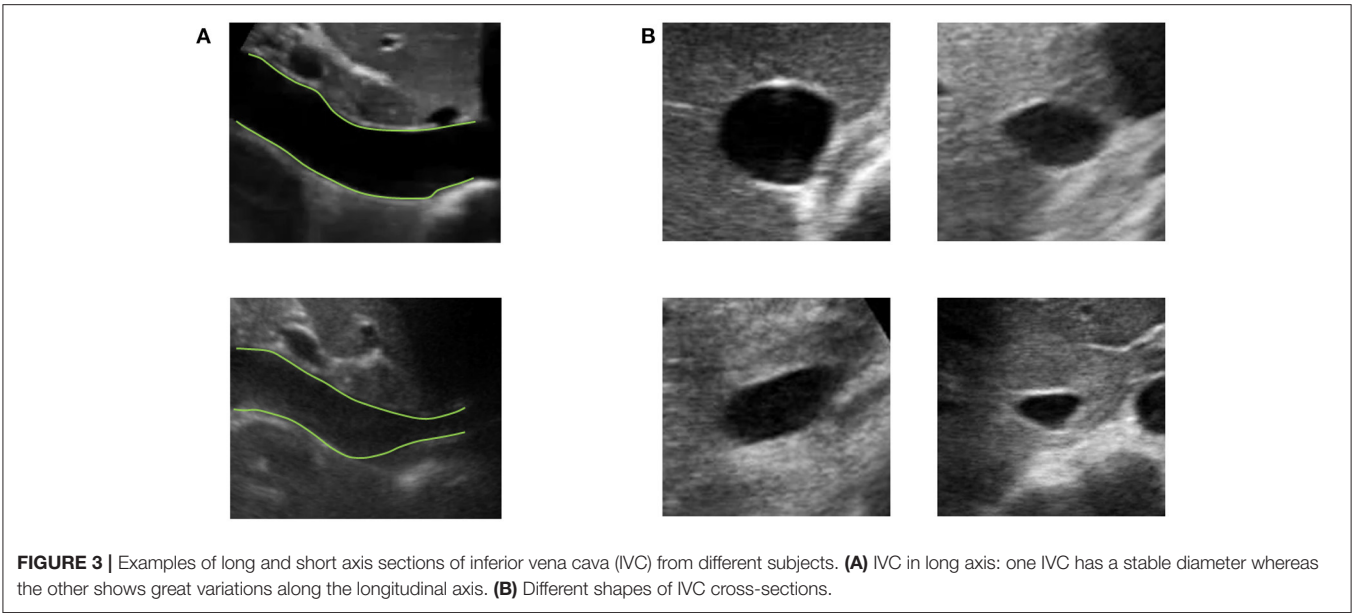 A
B
FIGURE 3 | Examples of long and short axis sections of inferior vena cava (IVC) from different subjects. (A) IVC in long axis: one IVC has a stable diameter whereas
the other shows great variations along the longitudinal axis. (B) Different shapes of IVC cross-sections.